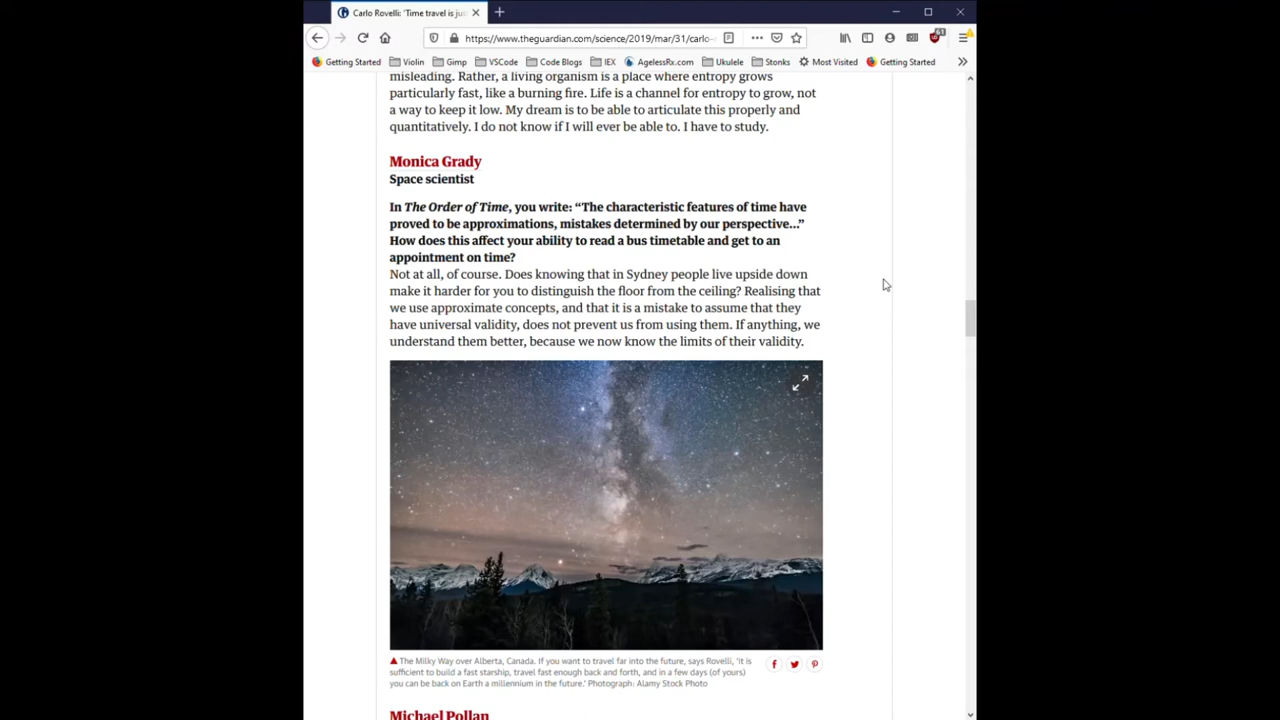 Carlo Rovelli: 'Time travel is jus
https://www.theguardian.com/science/2019/mar/31/carlo-
61
Getting Started Violin Gimp VSCode Code Blogs IEX AgelessRx.com Ukulele Stonks Most Visited Getting Started
misleading. Rather, a living organism is a place where entropy grows
particularly fast, like a burning fire. Life is a channel for entropy to grow, not
a way to keep it low. My dream is to be able to articulate this properly and
quantitatively. I do not know if I will ever be able to. I have to study.
Monica Grady
Space scientist
In The Order of Time, you write: “The characteristic features of time have
proved to be approximations, mistakes determined by our perspective…”
How does this affect your ability to read a bus timetable and get to an
appointment on time?
Not at all, of course. Does knowing that in Sydney people live upside down
make it harder for you to distinguish the floor from the ceiling? Realising that
we use approximate concepts, and that it is a mistake to assume that they
have universal validity, does not prevent us from using them. If anything, we
understand them better, because we now know the limits of their validity.
The Milky Way over Alberta, Canada. If you want to travel far into the future, says Rovelli, ‘it is
sufficient to build a fast starship, travel fast enough back and forth, and in a few days (of yours)
you can be back on Earth a millennium in the future.’ Photograph: Alamy Stock Photo
Michael Pollan